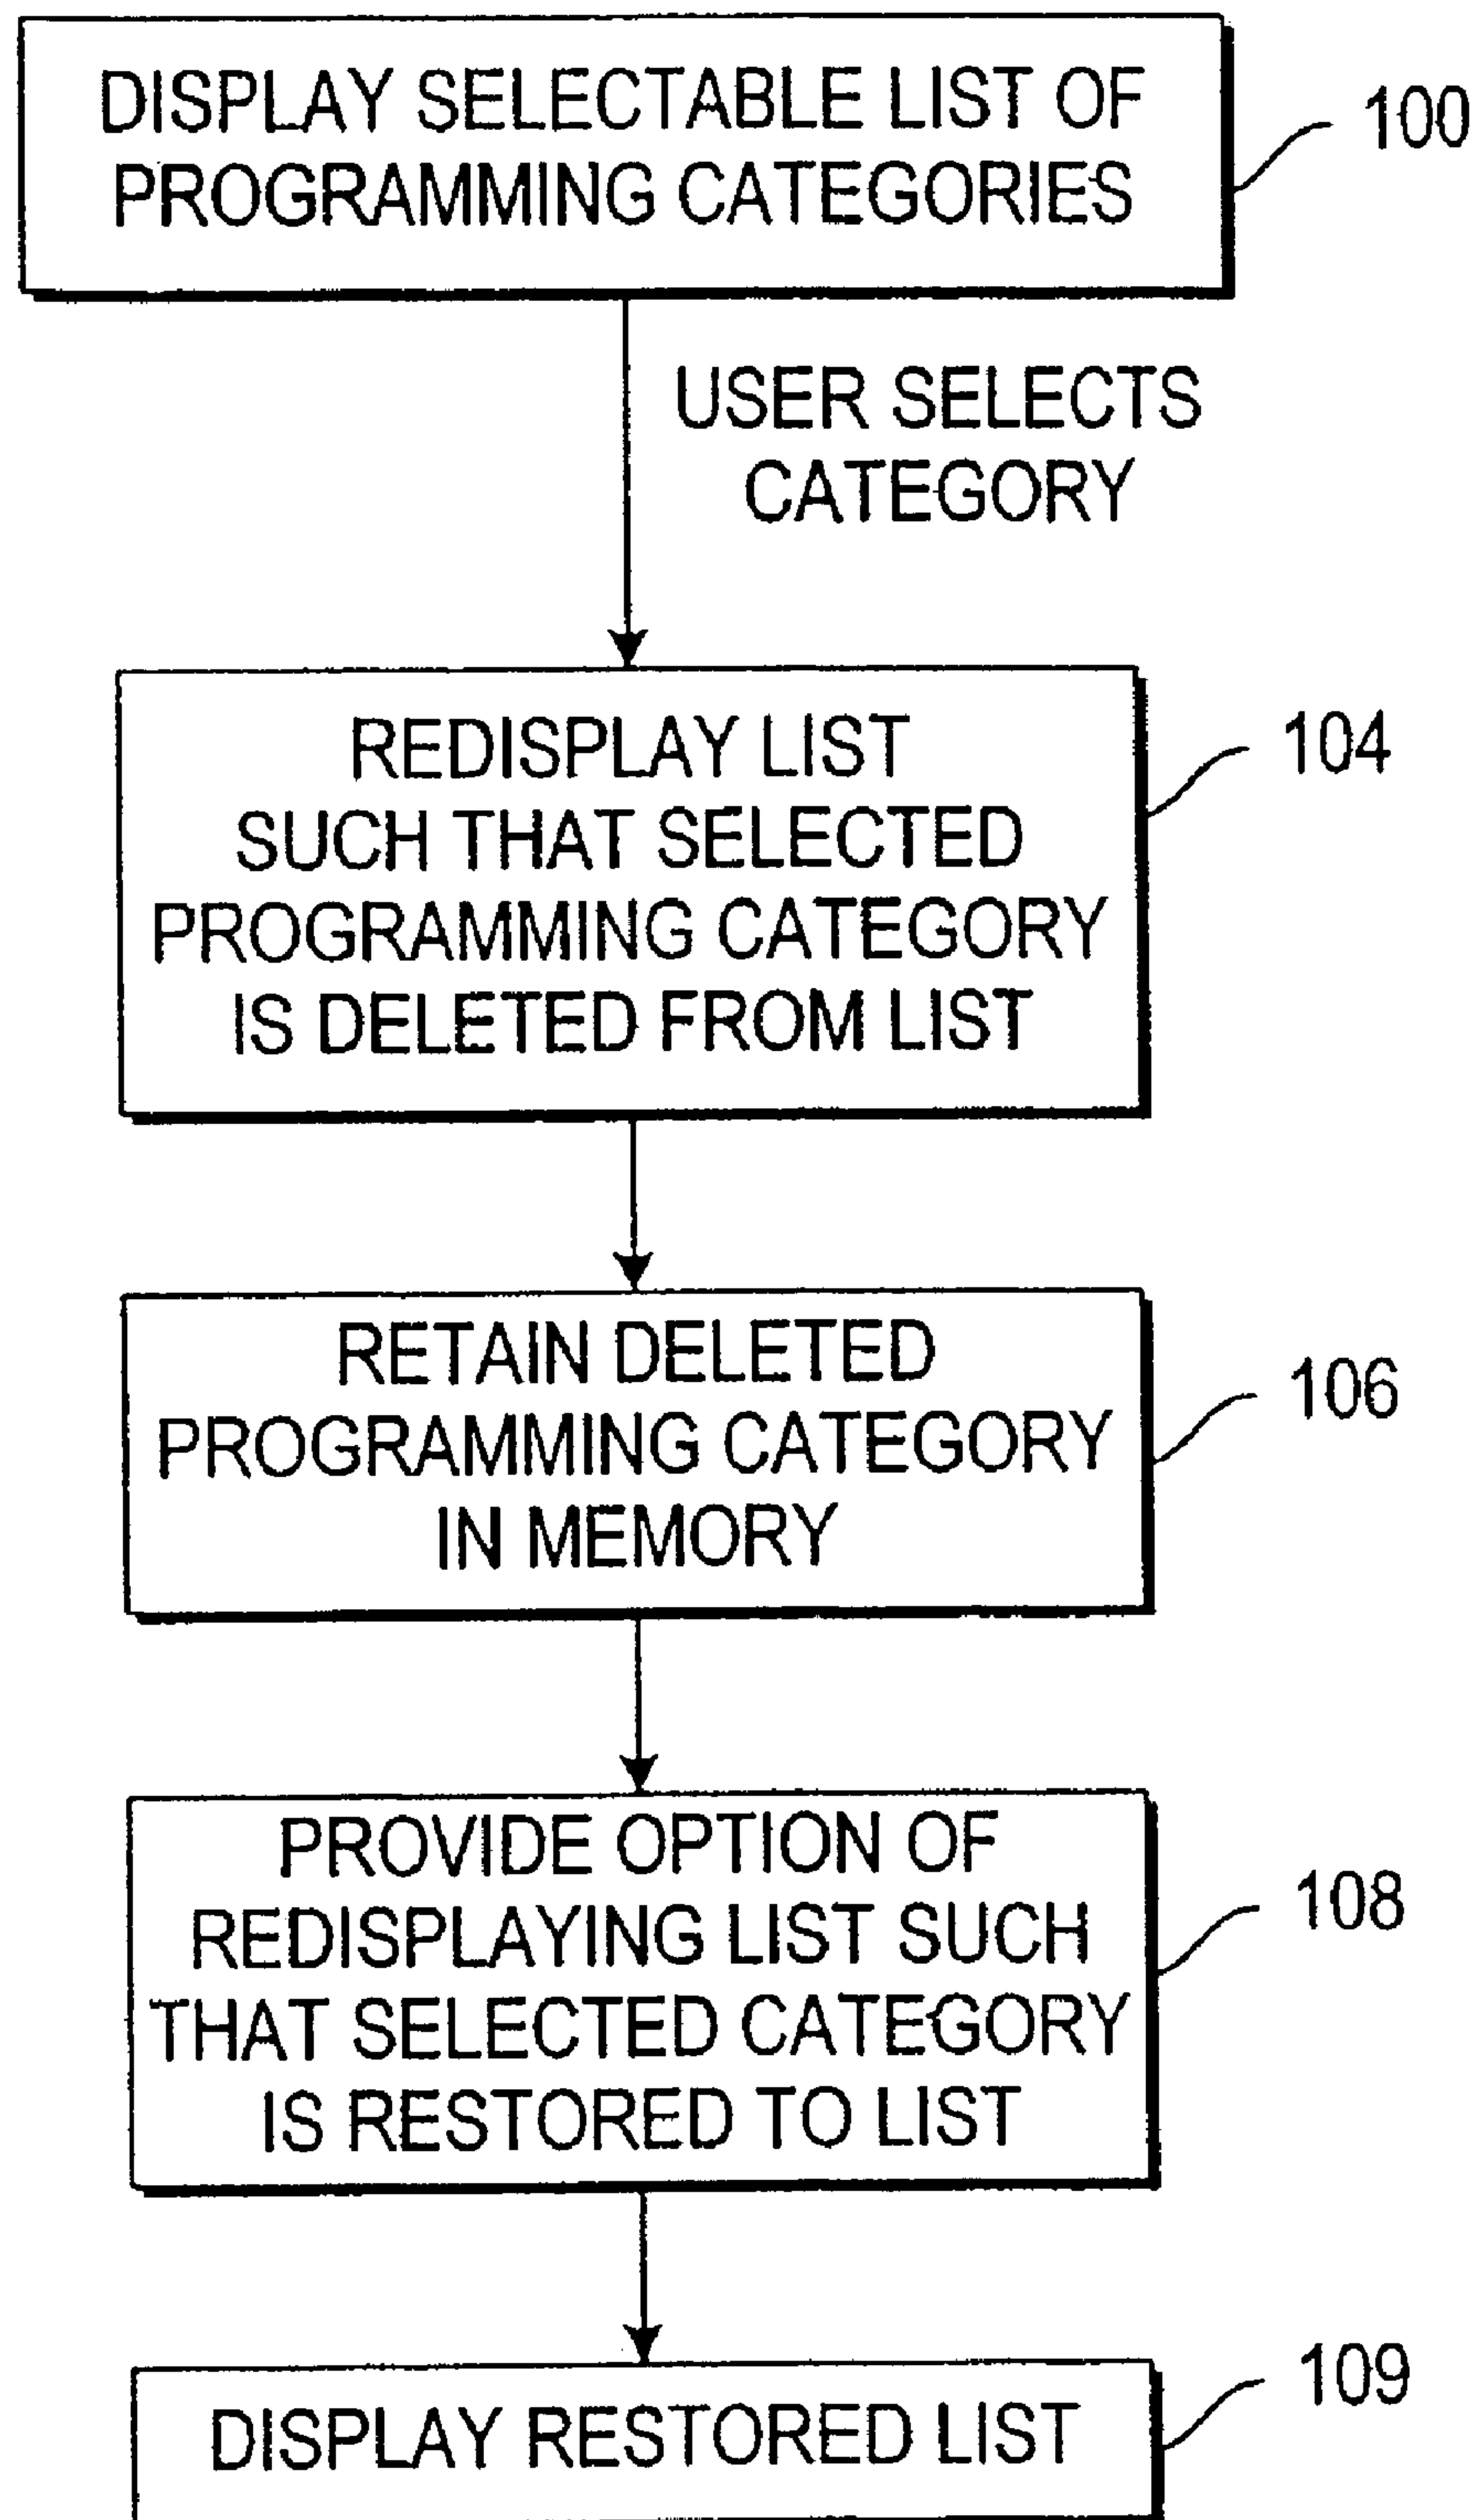 DISPLAY SELECTABLE LIST OF
PROGRAMMING CATEGORIES
100
USER SELECTS
CATEGORY
REDISPLAY LIST
SUCH THAT SELECTED
PROGRAMMING CATEGORY
IS DELETED FROM LIST
104
RETAIN DELETED
PROGRAMMING CATEGORY
IN MEMORY
106
PROVIDE OPTION OF
REDISPLAYING LIST SUCH
THAT SELECTED CATEGORY
IS RESTORED TO LIST
108
DISPLAY RESTORED LIST
109